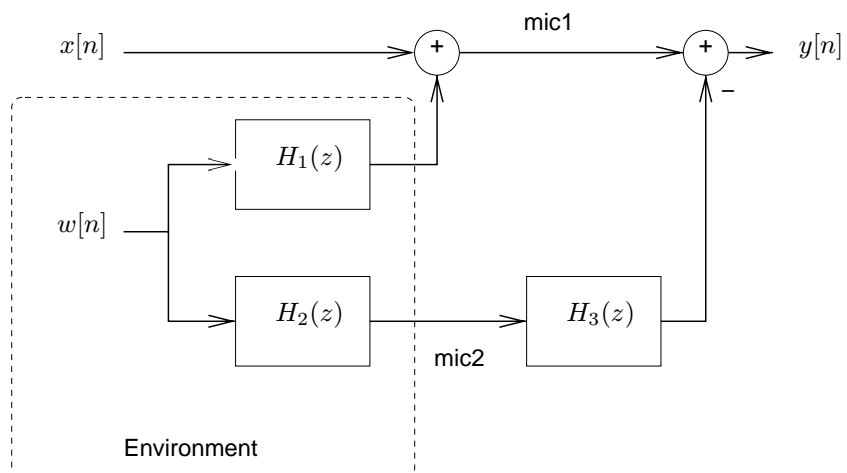 mic1
x[n]
+
+
y[n]
−
H₁(z)
w[n]
H₂(z)
H₃(z)
mic2
Environment